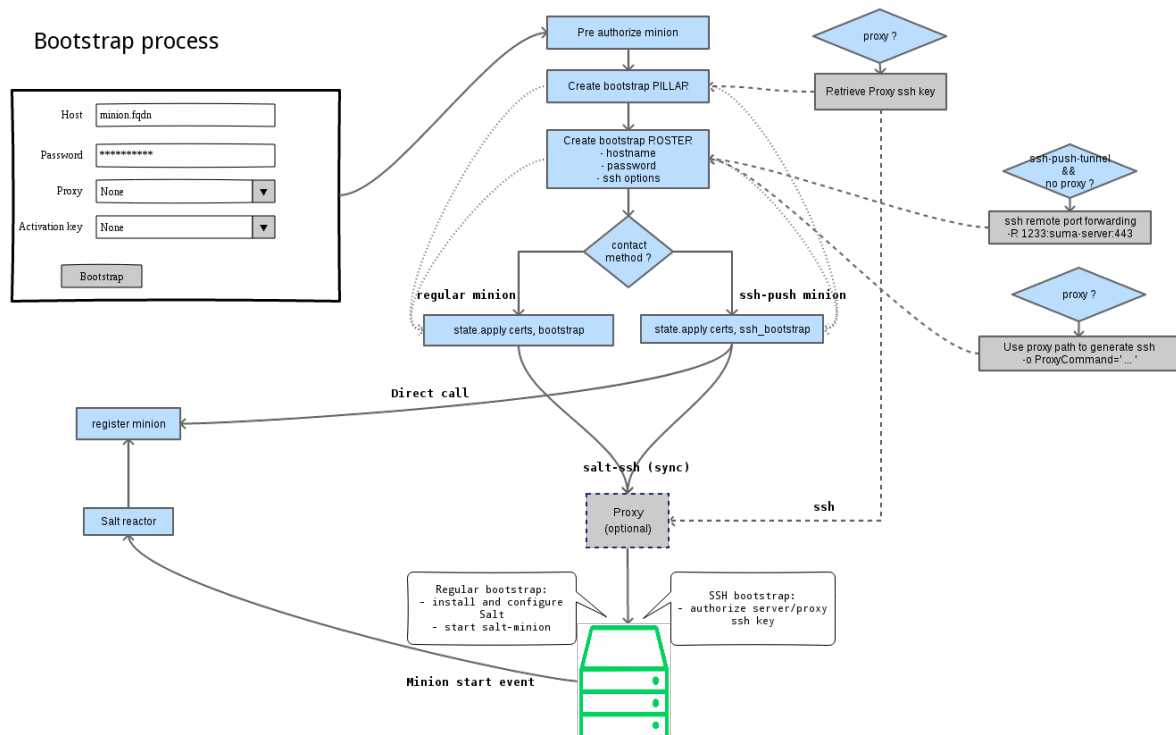 Bootstrap process
Host
minion.fqdn
Password
**********
Proxy
None
Activation key
None
Bootstrap
Pre authorize minion
Create bootstrap PILLAR
Create bootstrap ROSTER
- hostname
- password
- ssh options
contact
method ?
regular minion
ssh-push minion
state.apply certs, bootstrap
state.apply certs, ssh_bootstrap
proxy ?
Retrieve Proxy ssh key
ssh-push-tunnel
&&
no proxy ?
ssh remote port forwarding
-R 1233:suma-server:443
proxy ?
Use proxy path to generate ssh
-o ProxyCommand=' ... '
Direct call
register minion
salt-ssh (sync)
Proxy
(optional)
ssh
Salt reactor
Regular bootstrap:
- install and configure
Salt
- start salt-minion
SSH bootstrap:
- authorize server/proxy
ssh key
Minion start event